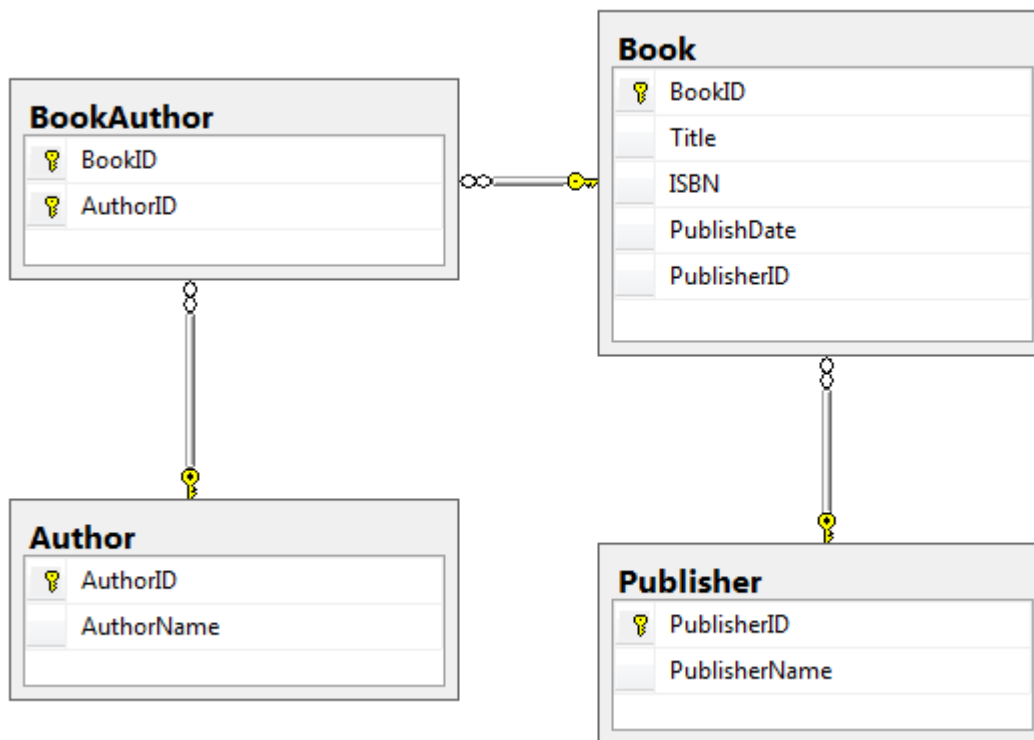 BookAuthor
BookID
AuthorID
Book
BookID
Title
ISBN
PublishDate
PublisherID
Author
AuthorID
AuthorName
Publisher
PublisherID
PublisherName